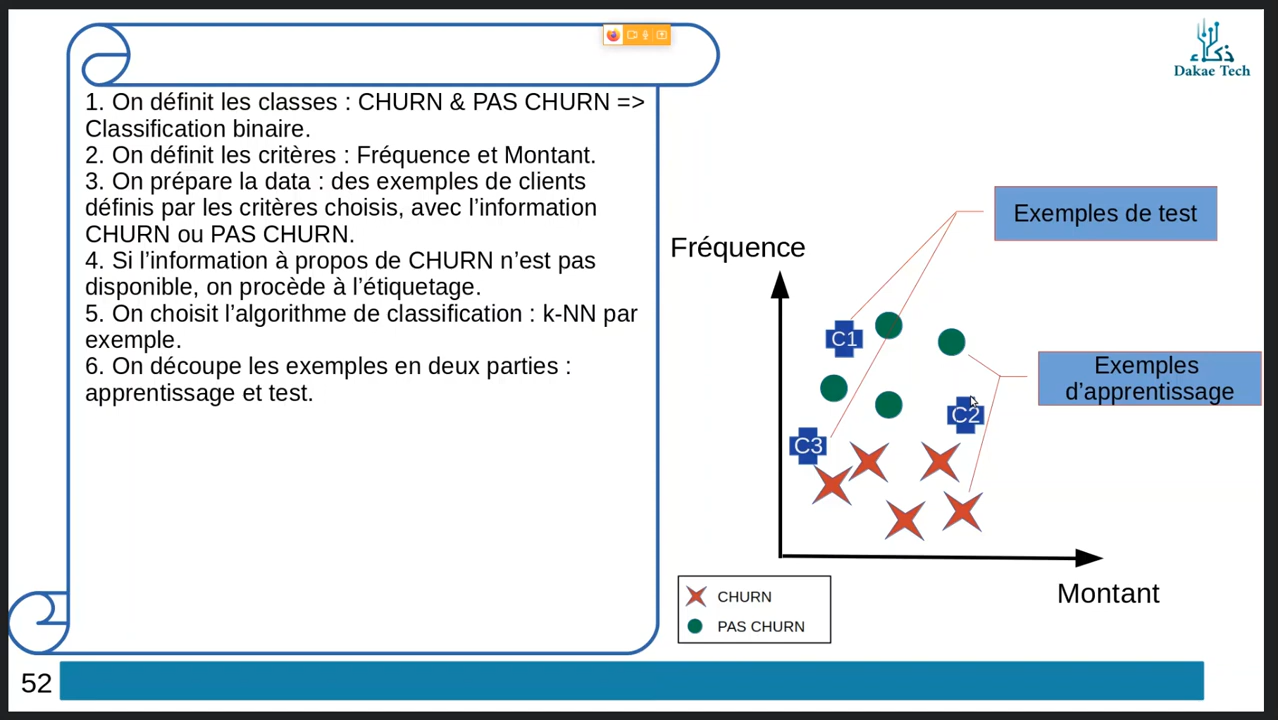 ذكاء
Dakae Tech
1. On définit les classes : CHURN & PAS CHURN =>
Classification binaire.
2. On définit les critères : Fréquence et Montant.
3. On prépare la data : des exemples de clients
définis par les critères choisis, avec l’information
CHURN ou PAS CHURN.
4. Si l’information à propos de CHURN n’est pas
disponible, on procède à l’étiquetage.
5. On choisit l’algorithme de classification : k-NN par
exemple.
6. On découpe les exemples en deux parties :
apprentissage et test.
Exemples de test
Fréquence
C1
Exemples
d’apprentissage
C2
C3
Montant
CHURN
PAS CHURN
52